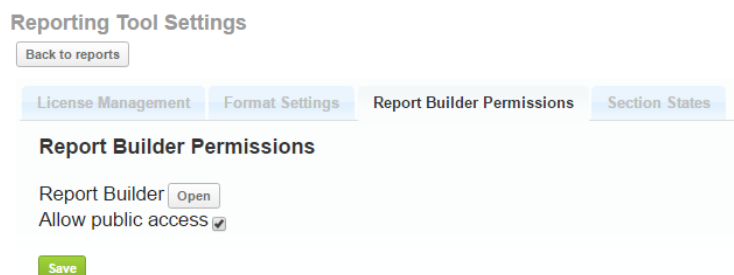 Reporting Tool Settings
Back to reports
License Management Format Settings Report Builder Permissions Section States
Report Builder Permissions
Report Builder Open
Allow public access
Save